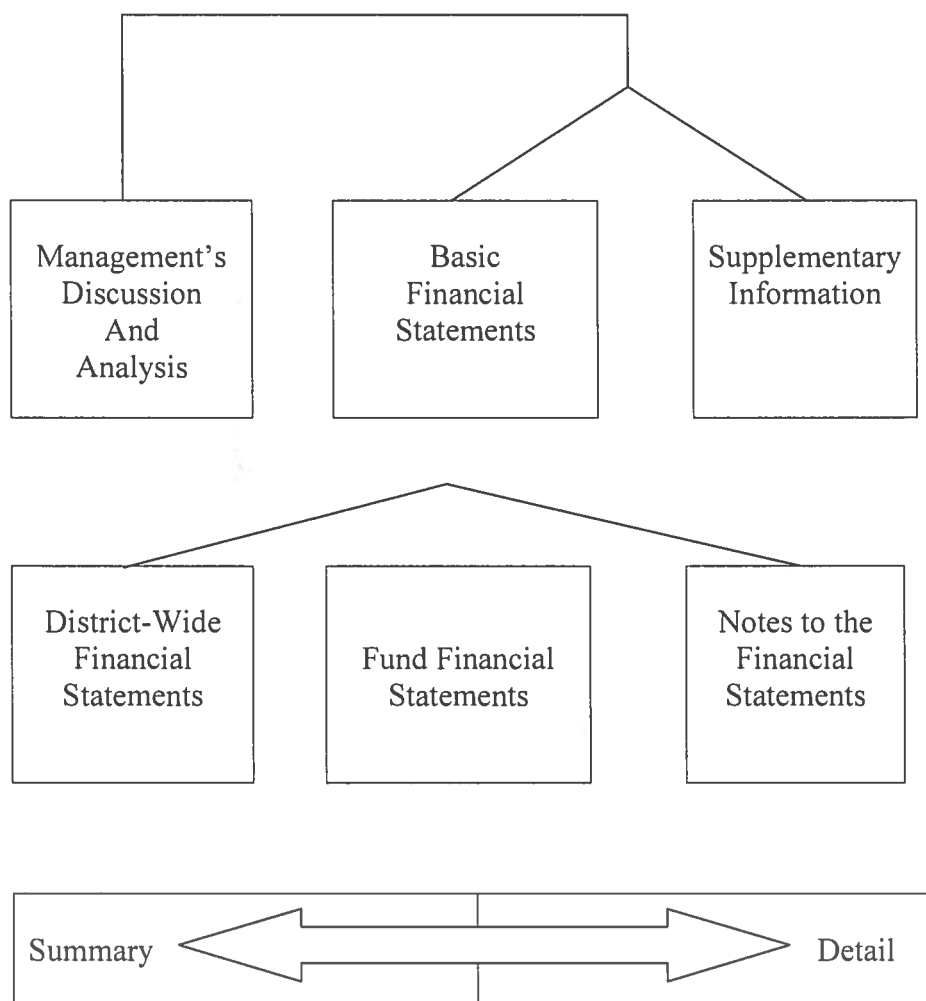 Management's
Discussion
And
Analysis
Basic
Financial
Statements
Supplementary
Information
District-Wide
Financial
Statements
Fund Financial
Statements
Notes to the
Financial
Statements
Summary
Detail